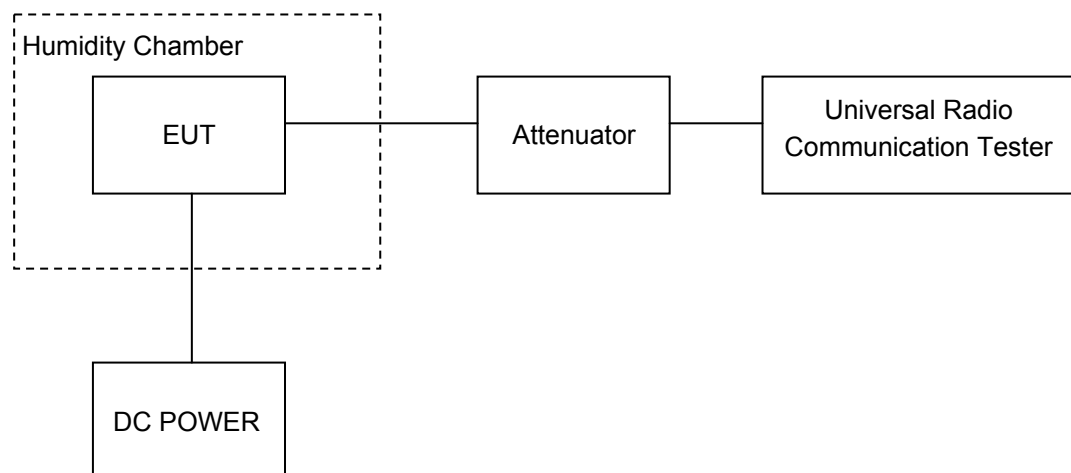 Humidity Chamber
EUT
Attenuator
Universal Radio
Communication Tester
DC POWER